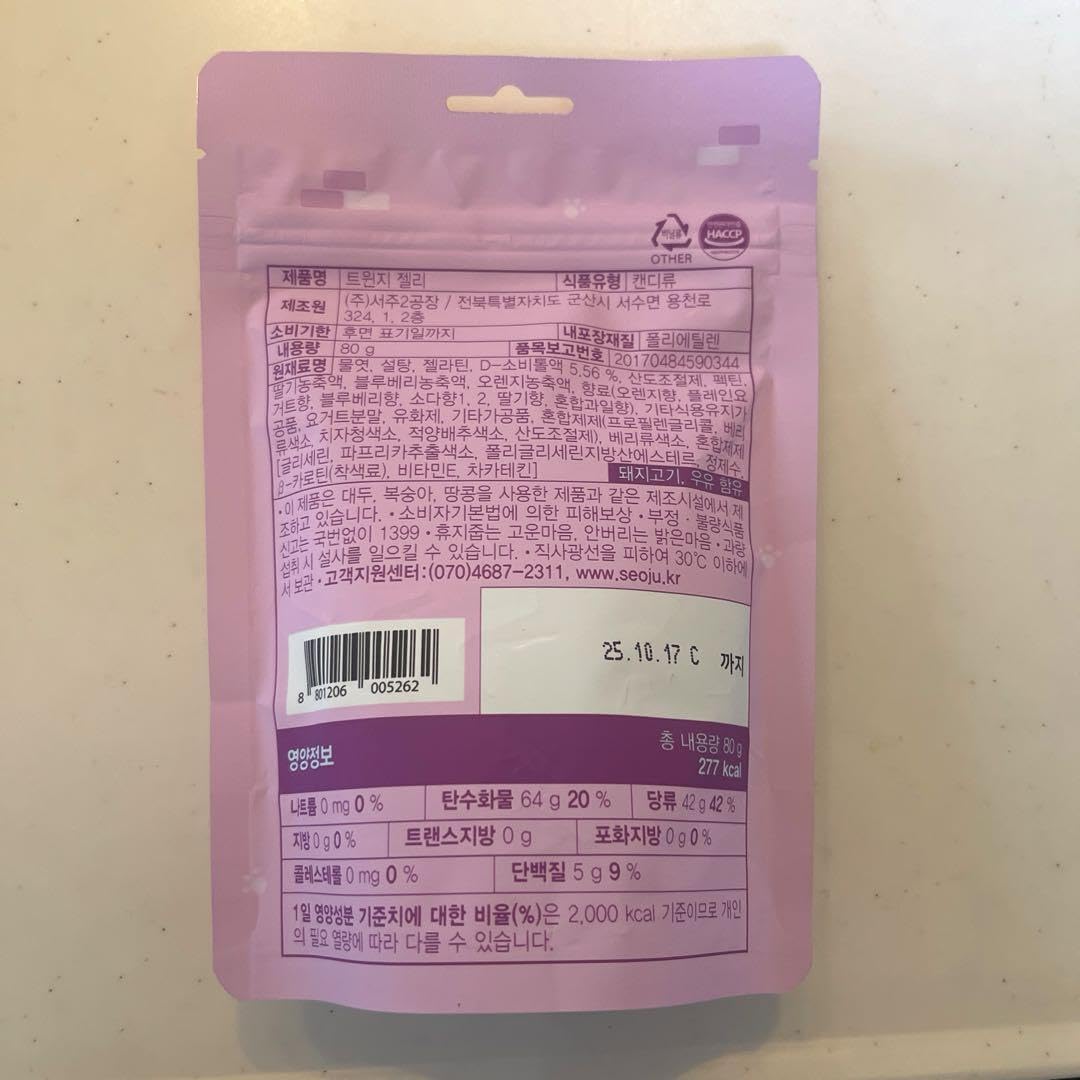 비닐류
OTHER
HACCP
제품명 트윈지 젤리 식품유형 캔디류
제조원 (주)서주2공장 / 전북특별자치도 군산시 서수면 용천로
324, 1, 2층
소비기한 후면 표기일까지 내포장재질 폴리에틸렌
내용량 80 g 품목보고번호 20170484590344
원재료명 물엿, 설탕, 젤라틴, D-소비톨액 5.56 %, 산도조절제, 펙틴,
딸기농축액, 블루베리농축액, 오렌지농축액, 향료(오렌지향, 플레인요
거트향, 블루베리향, 소다향1, 2, 딸기향, 혼합과일향), 기타식용유지가
공품, 요거트분말, 유화제, 기타가공품, 혼합제제(프로필렌글리콜, 베리
류색소, 치자청색소, 적양배추색소, 산도조절제), 베리류색소, 혼합제제
[글리세린, 파프리카추출색소, 폴리글리세린지방산에스테르, 정제수,
β-카로틴(착색료), 비타민E, 차카테킨] 돼지고기, 우유 함유
•이 제품은 대두, 복숭아, 땅콩을 사용한 제품과 같은 제조시설에서 제
조하고 있습니다. •소비자기본법에 의한 피해보상 •부정·불량식품
신고는 국번없이 1399 •휴지줍는 고운마음, 안버리는 밝은마음 •과량
섭취 시 설사를 일으킬 수 있습니다. •직사광선을 피하여 30℃ 이하에
서 보관 •고객지원센터:(070)4687-2311, www.seoju.kr
25.10.17 C 까지
8 801206 005262
영양정보 총 내용량 80 g
277 kcal
나트륨 0 mg 0 % 탄수화물 64 g 20 % 당류 42 g 42 %
지방 0 g 0 % 트랜스지방 0 g 포화지방 0 g 0 %
콜레스테롤 0 mg 0 % 단백질 5 g 9 %
1일 영양성분 기준치에 대한 비율(%)은 2,000 kcal 기준이므로 개인
의 필요 열량에 따라 다를 수 있습니다.